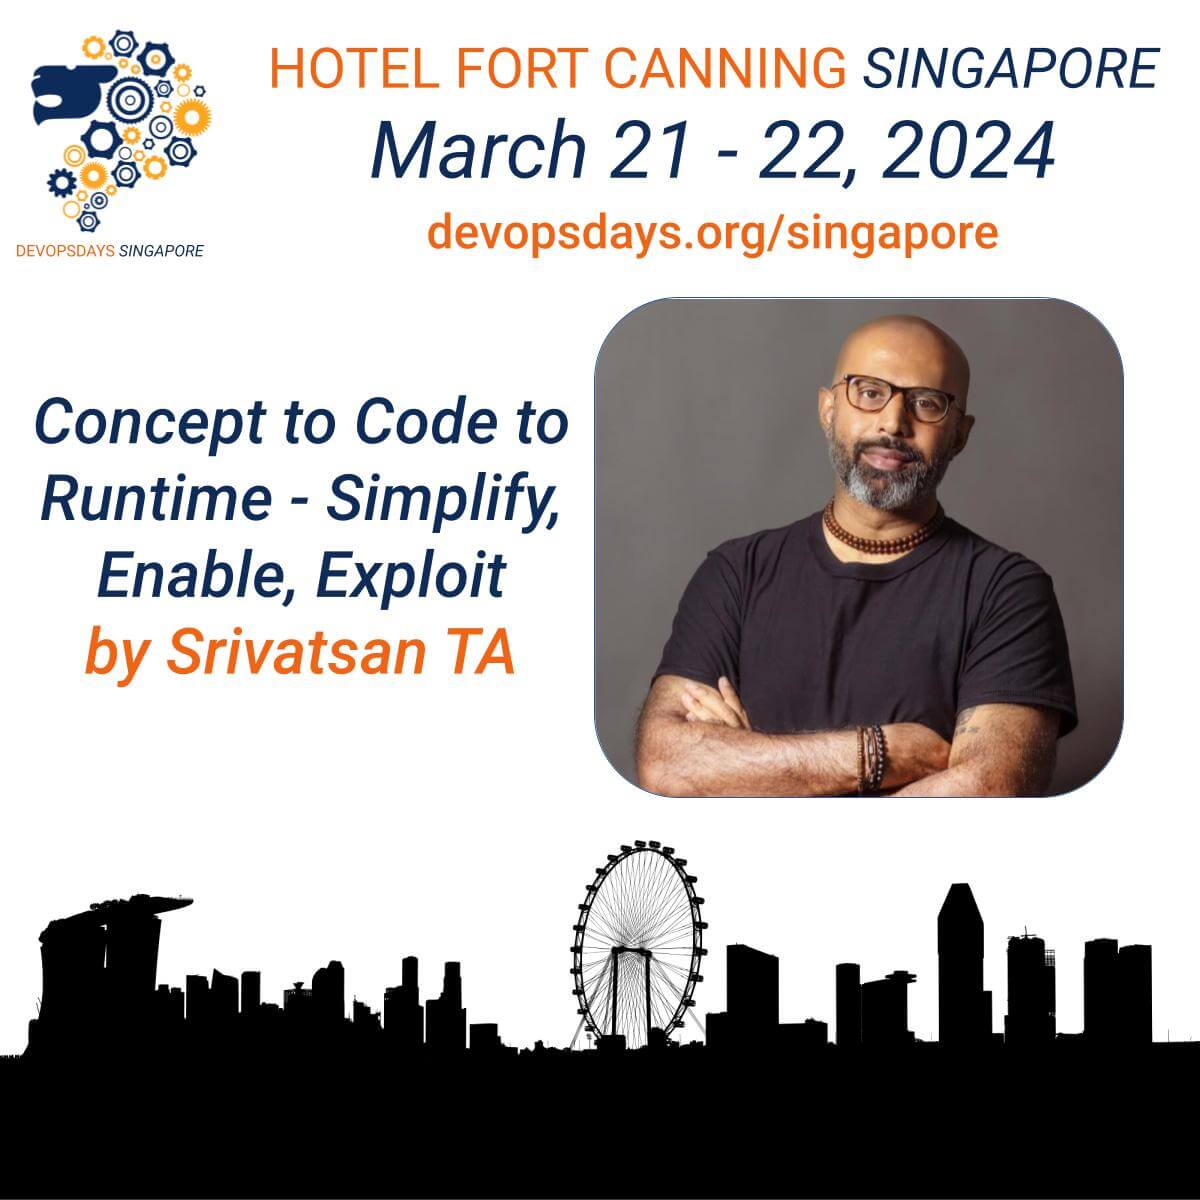 HOTEL FORT CANNING SINGAPORE
March 21 - 22, 2024
devopsdays.org/singapore
DEVOPSDAYS SINGAPORE
Concept to Code to
Runtime - Simplify,
Enable, Exploit
by Srivatsan TA